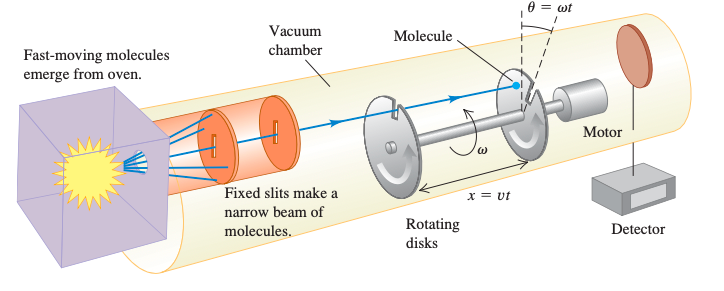 θ = ωt
Vacuum
chamber
Molecule
Fast-moving molecules
emerge from oven.
Motor
ω
x = vt
Fixed slits make a
narrow beam of
molecules.
Rotating
disks
Detector